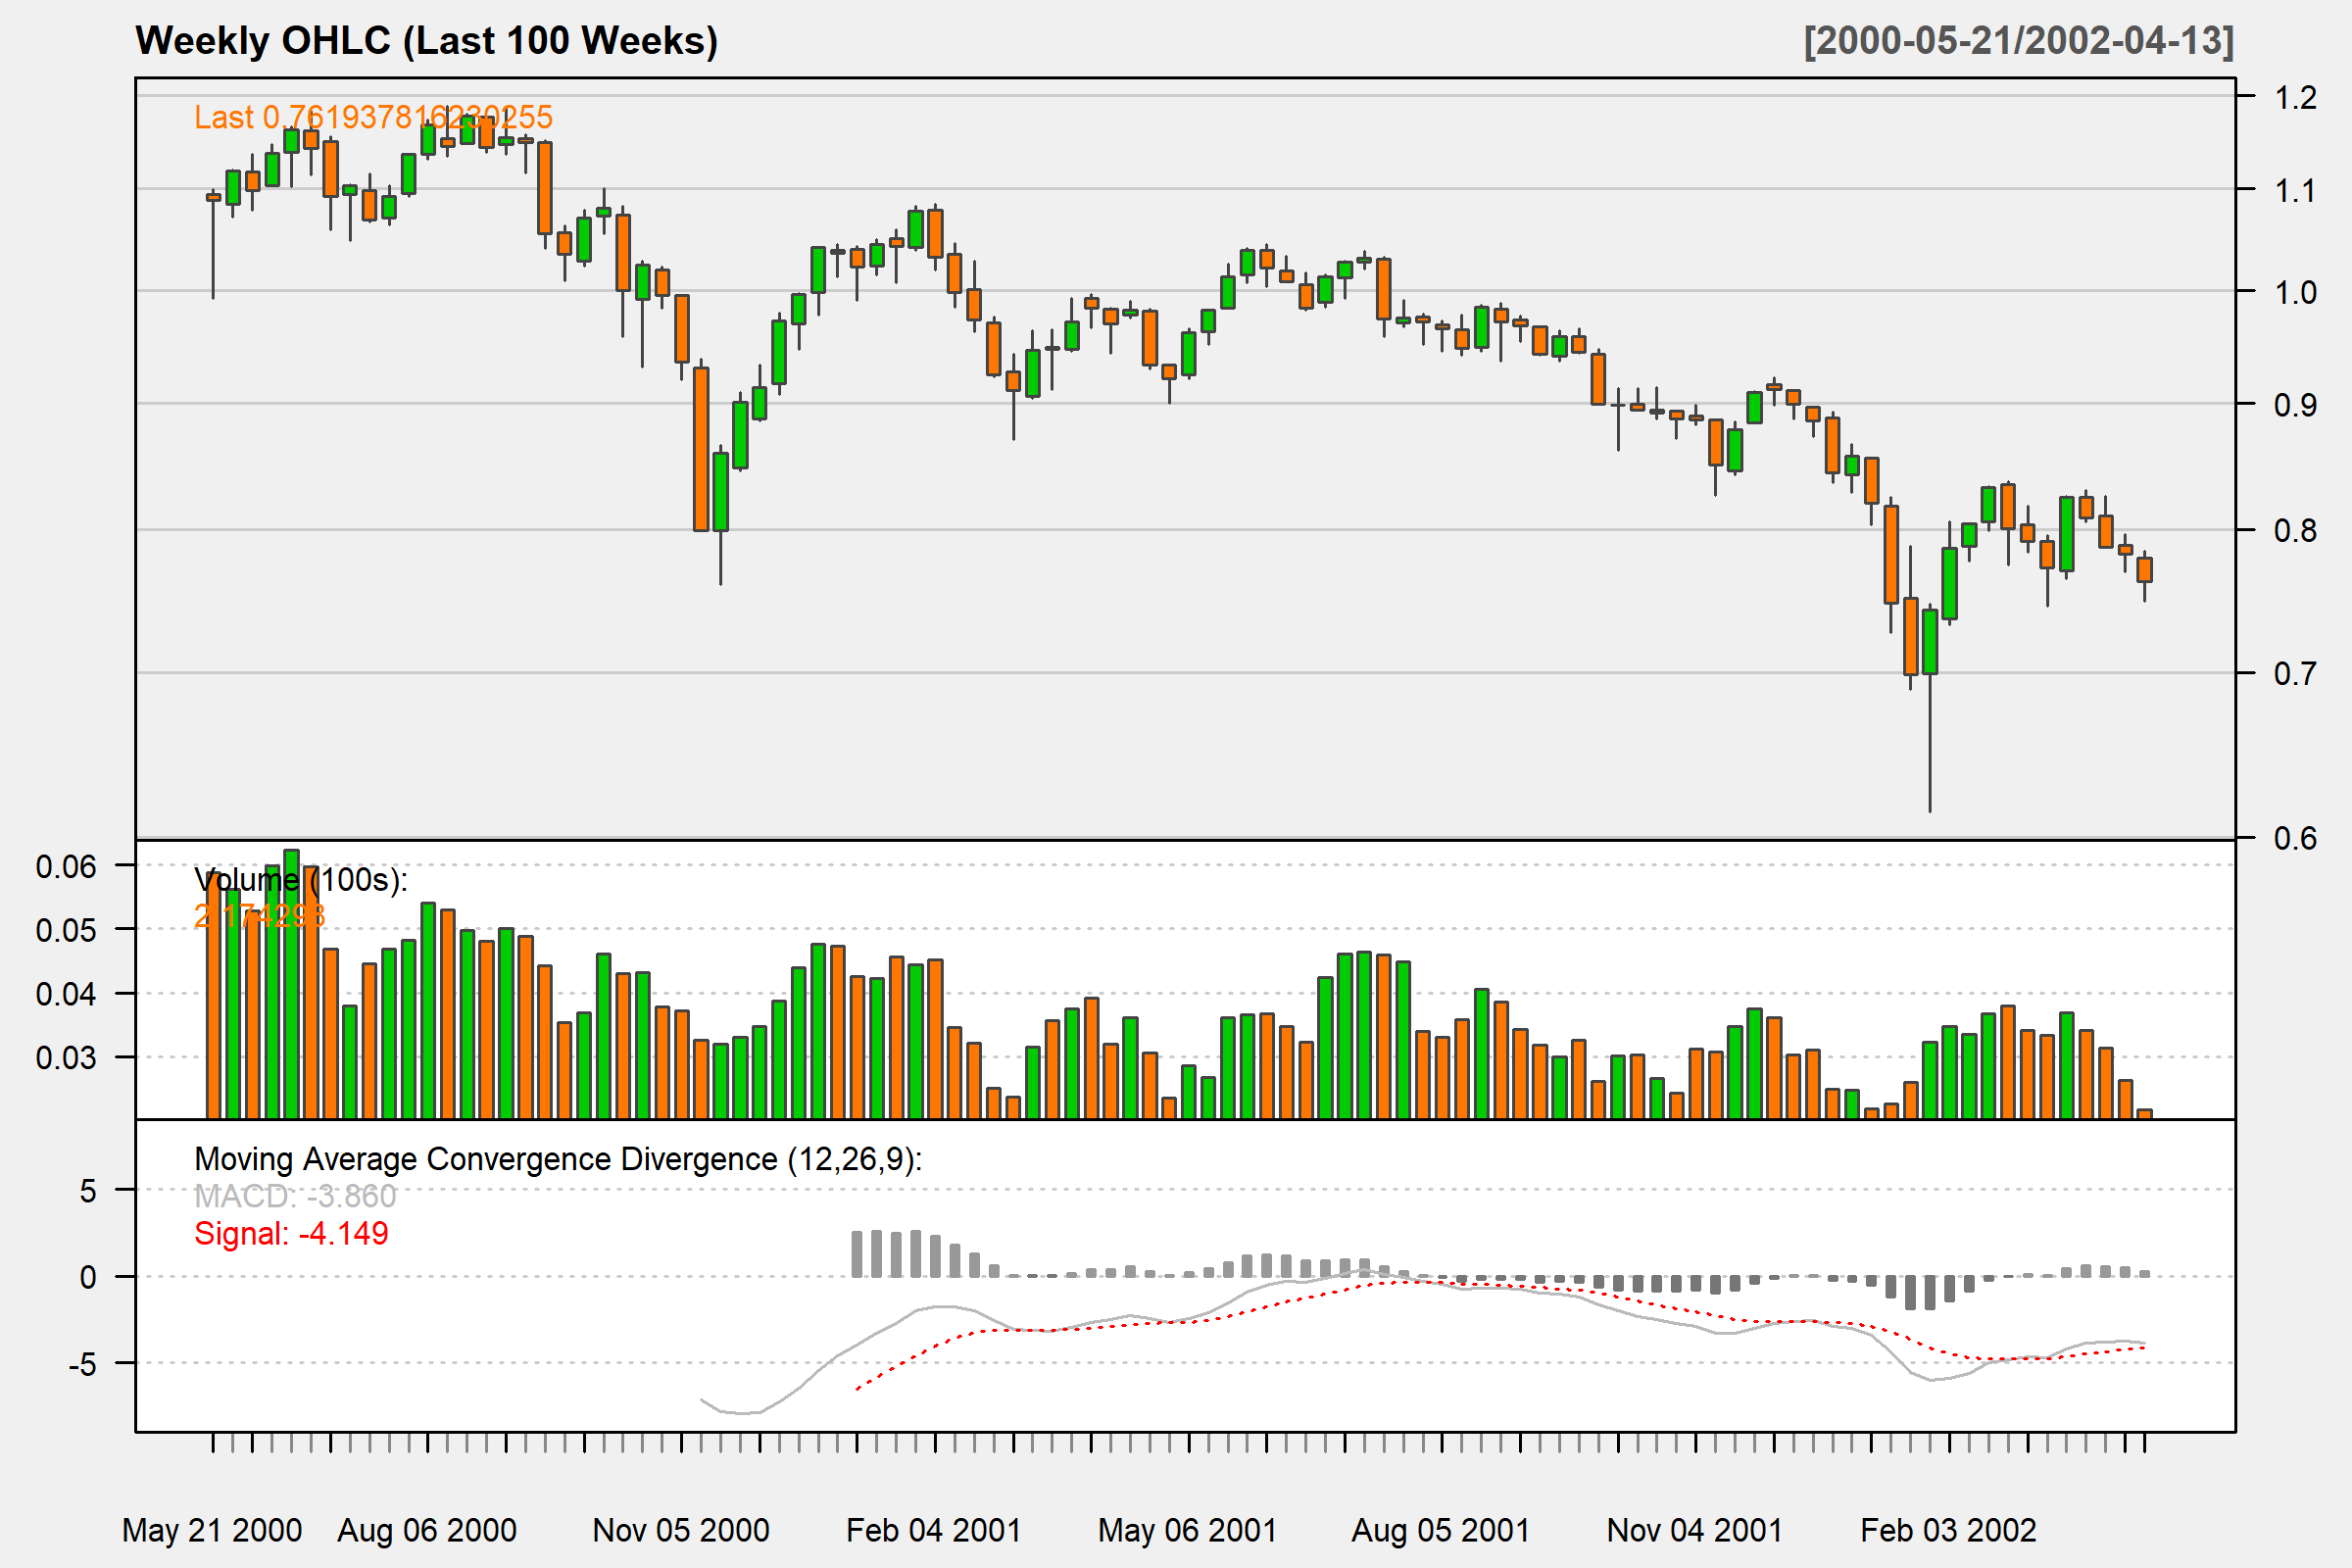 Weekly OHLC (Last 100 Weeks)
[2000-05-21/2002-04-13]
Last 0.761937816230255
1.2
1.1
1.0
0.9
0.8
0.7
0.6
Volume (100s):
2.174293
0.06
0.05
0.04
0.03
Moving Average Convergence Divergence (12,26,9):
MACD: -3.860
Signal: -4.149
5
0
-5
May 21 2000 Aug 06 2000 Nov 05 2000 Feb 04 2001 May 06 2001 Aug 05 2001 Nov 04 2001 Feb 03 2002